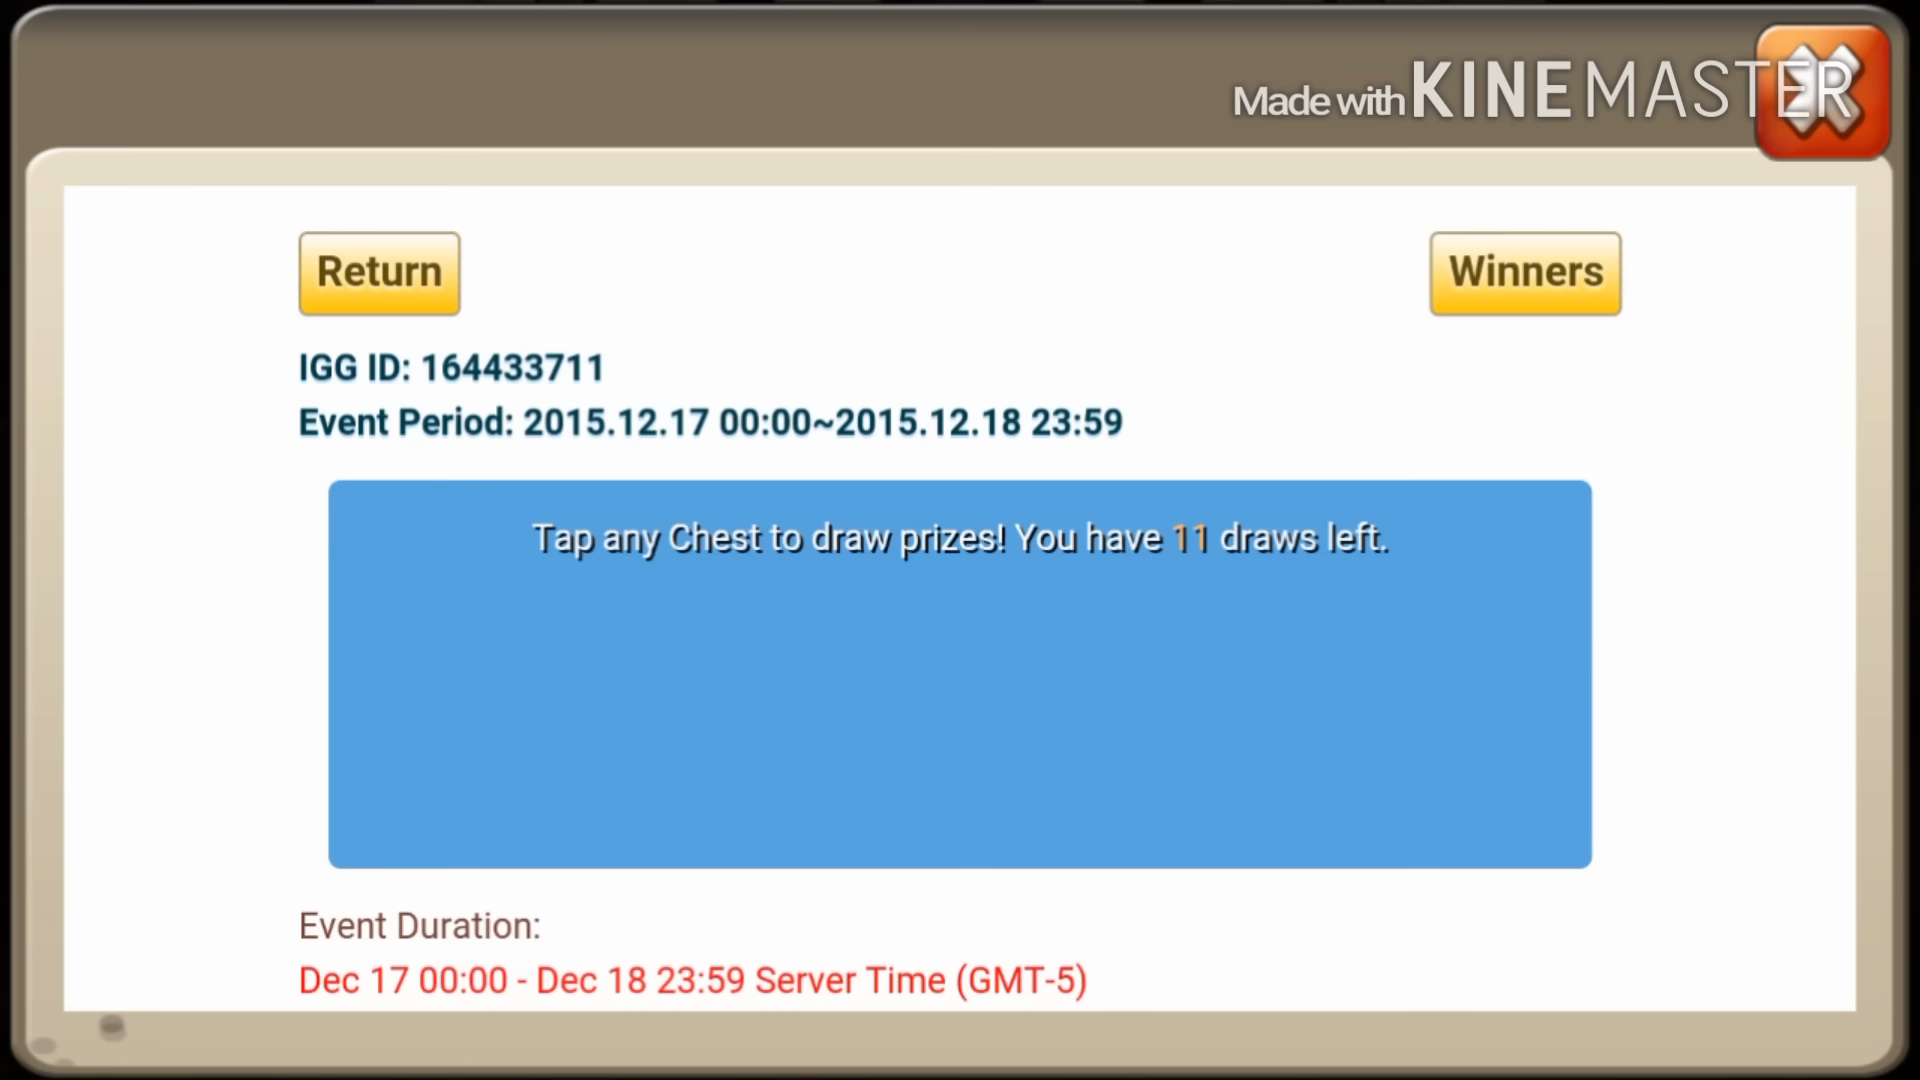 Made with KINEMASTER
Return
Winners
IGG ID: 164433711
Event Period: 2015.12.17 00:00~2015.12.18 23:59
Tap any Chest to draw prizes! You have 11 draws left.
Event Duration:
Dec 17 00:00 - Dec 18 23:59 Server Time (GMT-5)